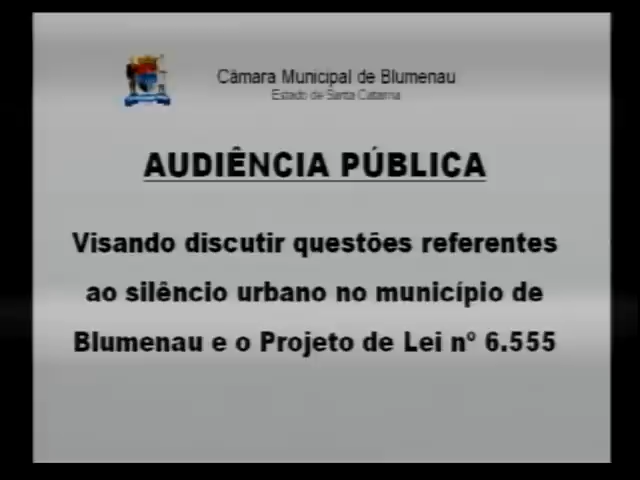 Câmara Municipal de Blumenau
Estado de Santa Catarina
AUDIÊNCIA PÚBLICA
Visando discutir questões referentes
ao silêncio urbano no município de
Blumenau e o Projeto de Lei nº 6.555